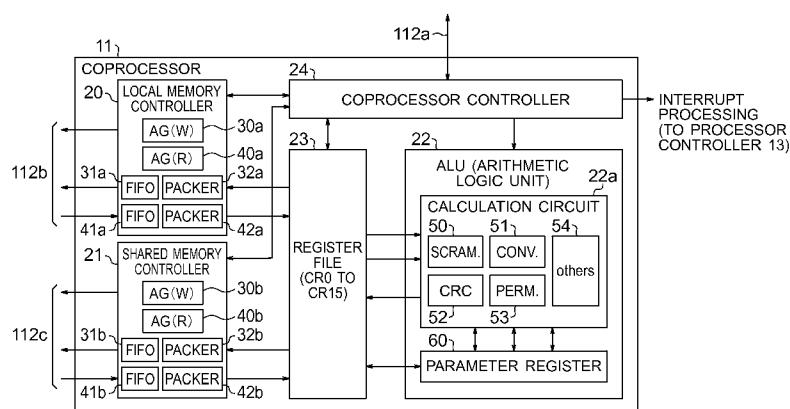 112a
11
COPROCESSOR
20
LOCAL MEMORY
CONTROLLER
AG(W)
30a
AG(R)
40a
31a
FIFO
PACKER
32a
41a
FIFO
PACKER
42a
112b
21
SHARED MEMORY
CONTROLLER
AG(W)
30b
AG(R)
40b
31b
FIFO
PACKER
32b
41b
FIFO
PACKER
42b
112c
24
COPROCESSOR CONTROLLER
INTERRUPT
PROCESSING
(TO PROCESSOR
CONTROLLER 13)
23
REGISTER
FILE
(CR0 TO
CR15)
22
ALU (ARITHMETIC
LOGIC UNIT)
22a
CALCULATION CIRCUIT
50
SCRAM.
51
CONV.
54
others
CRC
52
PERM.
53
60
PARAMETER REGISTER